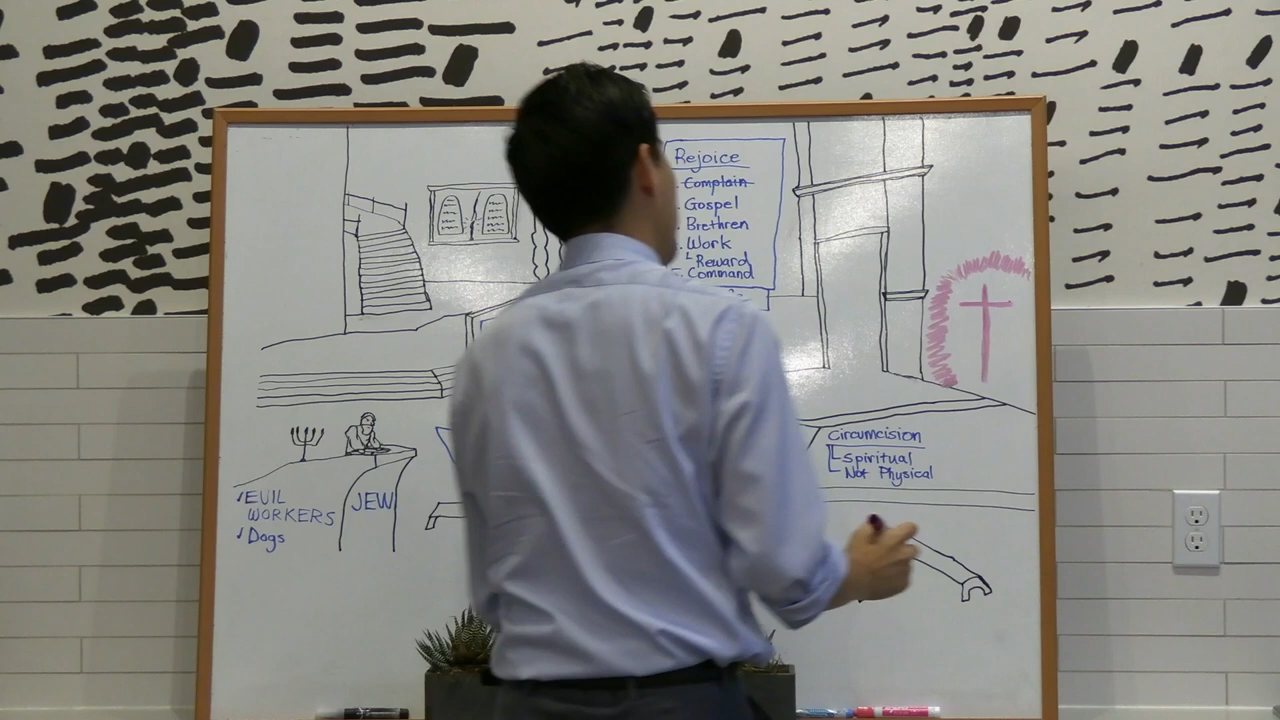 Rejoice
Complain
Gospel
Brethren
Work
Reward
Command
Circumcision
Spiritual
Not Physical
EVIL
WORKERS
Dogs
JEW